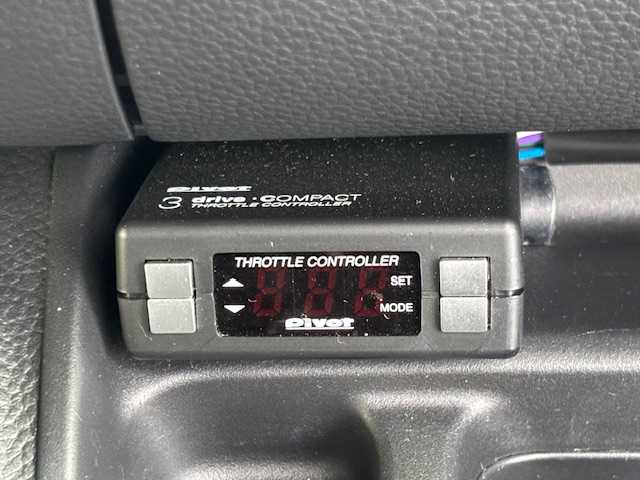 Pivot
3 drive · COMPACT
THROTTLE CONTROLLER
THROTTLE CONTROLLER
SET
MODE
Pivot